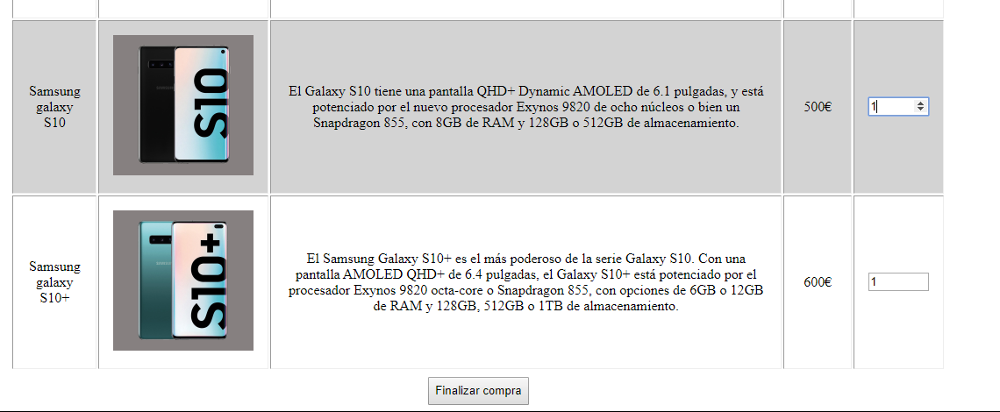 Samsung
galaxy
S10
S10
El Galaxy S10 tiene una pantalla QHD+ Dynamic AMOLED de 6.1 pulgadas, y está
potenciado por el nuevo procesador Exynos 9820 de ocho núcleos o bien un
Snapdragon 855, con 8GB de RAM y 128GB o 512GB de almacenamiento.
500€
1
Samsung
galaxy
S10+
S10+
El Samsung Galaxy S10+ es el más poderoso de la serie Galaxy S10. Con una
pantalla AMOLED QHD+ de 6.4 pulgadas, el Galaxy S10+ está potenciado por el
procesador Exynos 9820 octa-core o Snapdragon 855, con opciones de 6GB o 12GB
de RAM y 128GB, 512GB o 1TB de almacenamiento.
600€
1
Finalizar compra